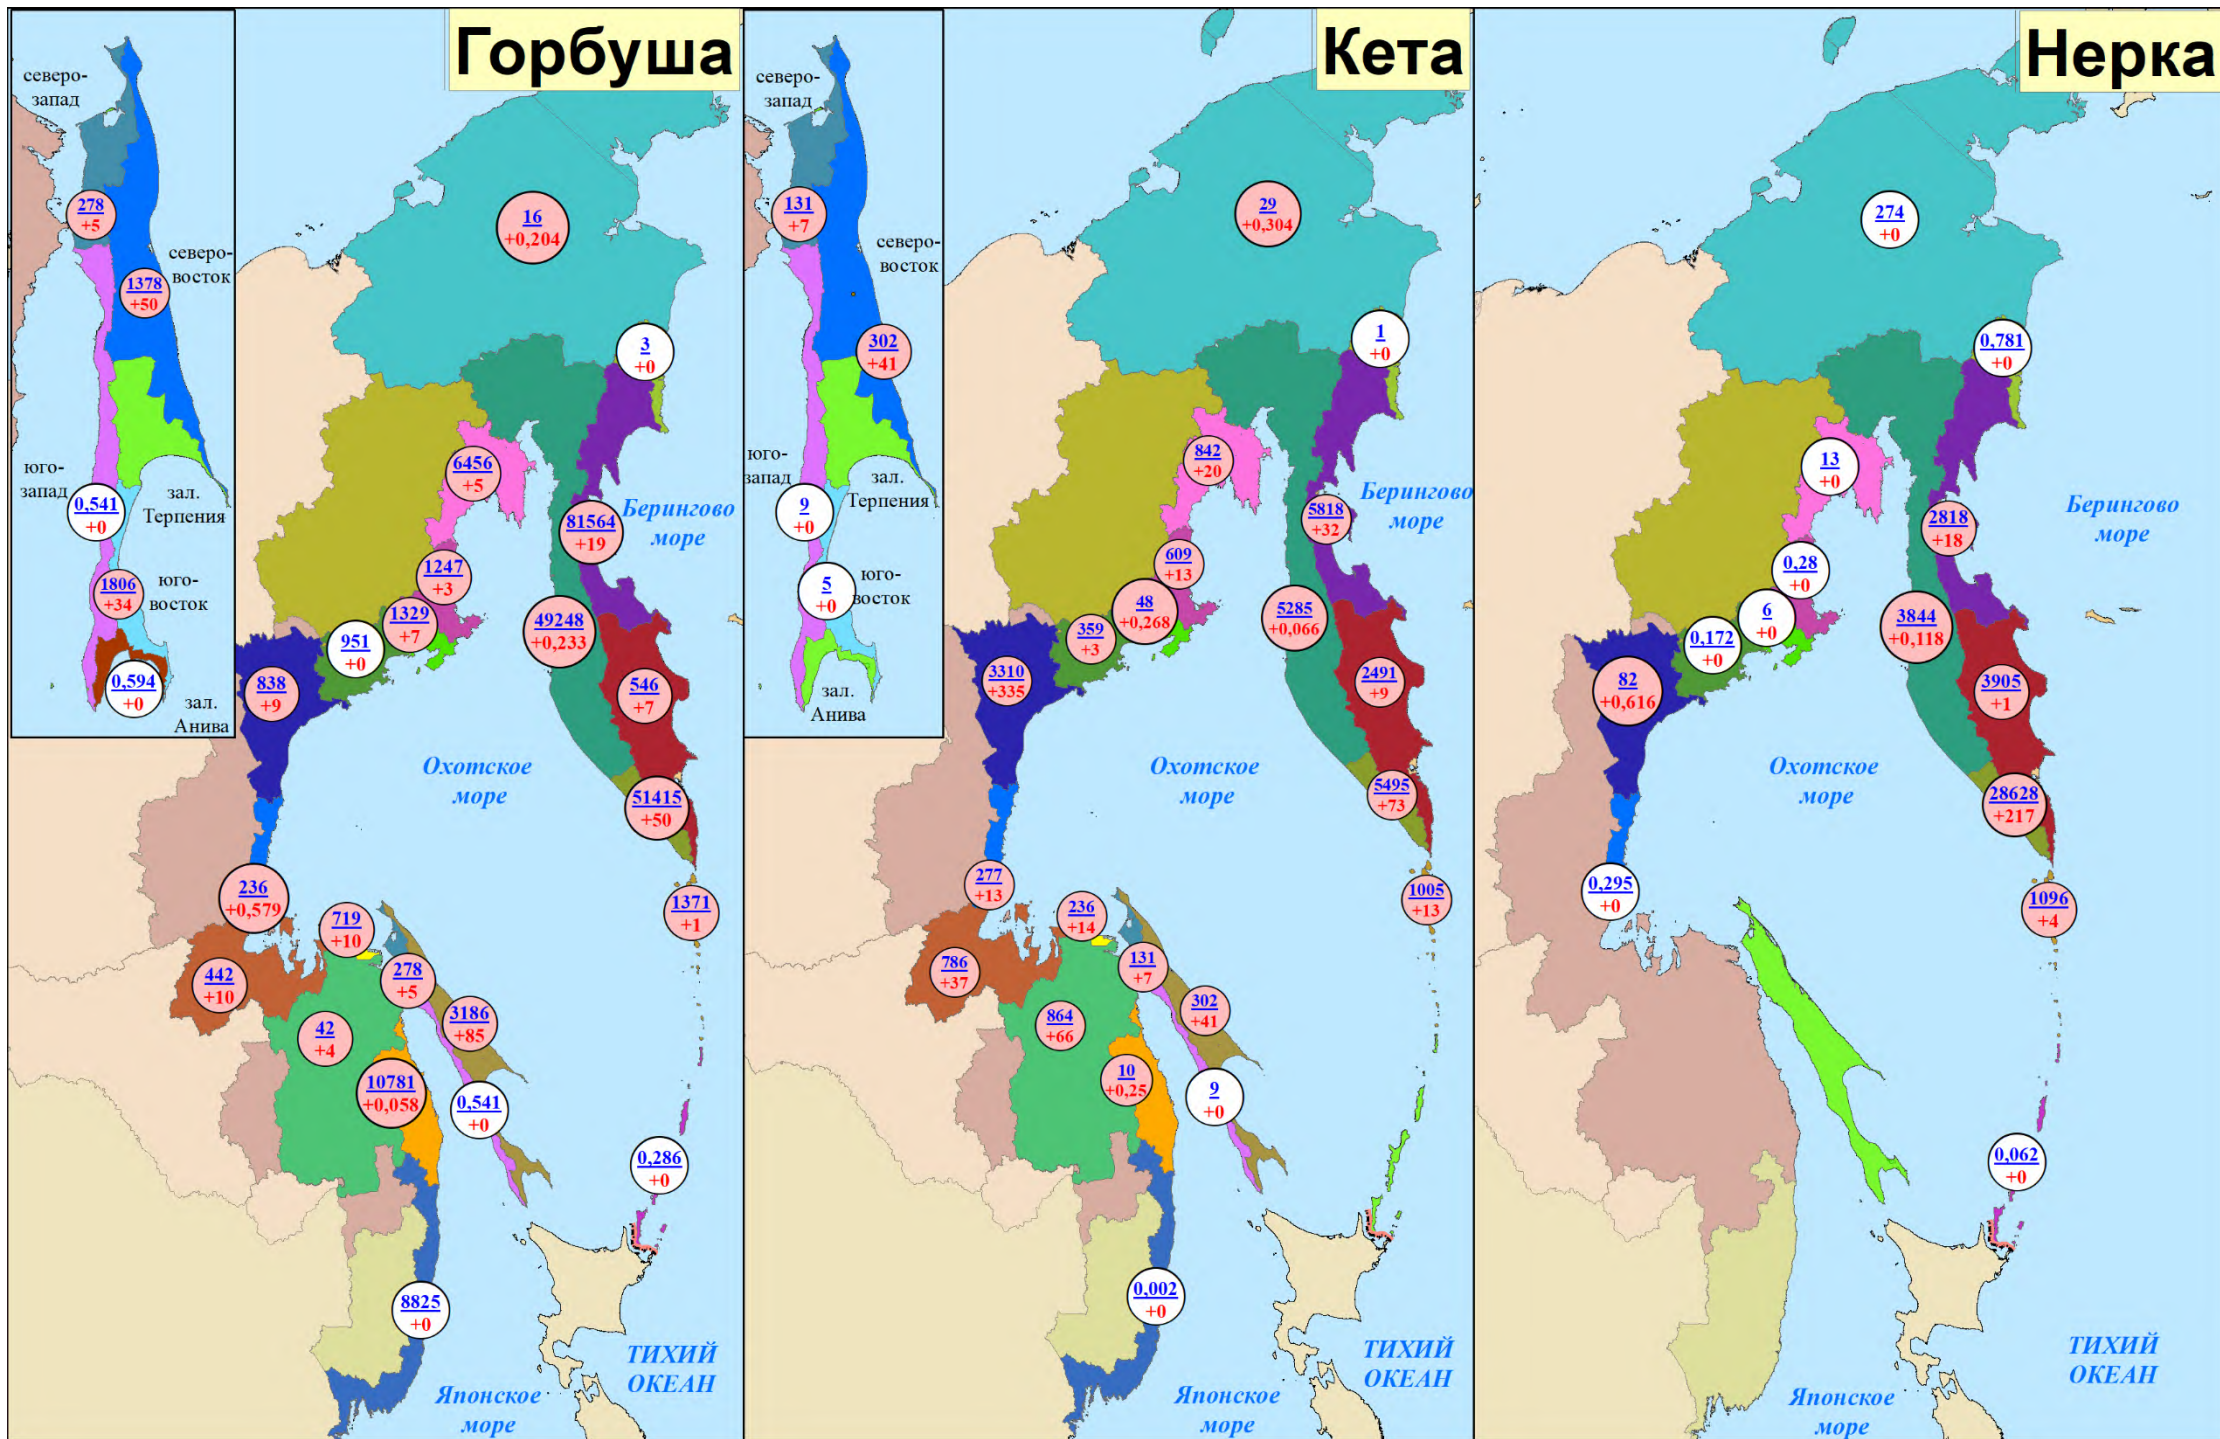 Горбуша
северо-
запад
278
+5
северо-
восток
1378
+50
юго-
запад
0,541
+0
зал.
Терпения
1806
+34
юго-
восток
0,594
+0
зал.
Анива
16
+0,204
3
+0
6456
+5
81564
+19
Берингово
море
1247
+3
1329
+7
951
+0
49248
+0,233
838
+9
546
+7
Охотское
море
51415
+50
236
+0,579
719
+10
1371
+1
442
+10
278
+5
3186
+85
42
+4
10781
+0,058
0,541
+0
0,286
+0
8825
+0
ТИХИЙ
ОКЕАН
Японское
море
Кета
северо-
запад
131
+7
северо-
восток
302
+41
юго-
запад
9
+0
зал.
Терпения
5
+0
юго-
восток
зал.
Анива
29
+0,304
1
+0
842
+20
5818
+32
Берингово
море
609
+13
48
+0,268
359
+3
5285
+0,066
3310
+335
2491
+9
Охотское
море
5495
+73
277
+13
236
+14
1005
+13
786
+37
131
+7
302
+41
864
+66
10
+0,25
9
+0
0,002
+0
ТИХИЙ
ОКЕАН
Японское
море
Нерка
274
+0
0,781
+0
13
+0
2818
+18
Берингово
море
0,28
+0
6
+0
0,172
+0
3844
+0,118
82
+0,616
3905
+1
Охотское
море
28628
+217
0,295
+0
1096
+4
0,062
+0
ТИХИЙ
ОКЕАН
Японское
море